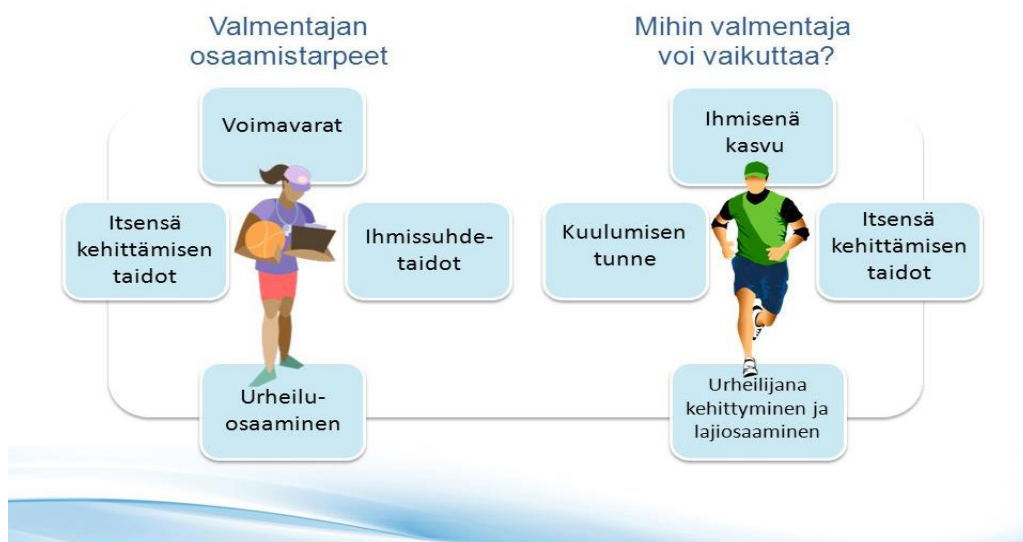 Valmentajan
osaamistarpeet
Voimavarat
Itsensä
kehittämisen
taidot
Ihmissuhde-
taidot
Urheilu-
osaaminen
Mihin valmentaja
voi vaikuttaa?
Ihmisenä
kasvu
Kuulumisen
tunne
Itsensä
kehittämisen
taidot
Urheilijana
kehittyminen ja
lajiosaaminen